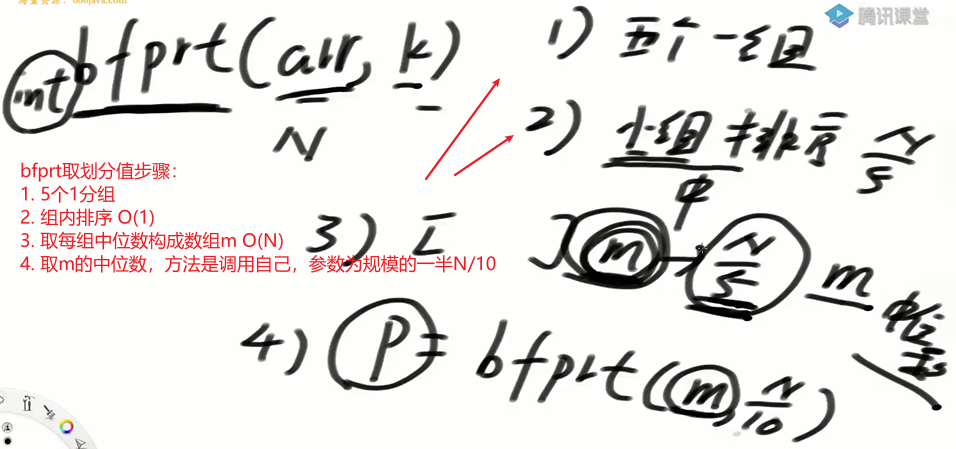 海量资源：666java.com
腾讯课堂
int bfprt(arr, k)
N
1) 五个一组
2) 小组中排序 N/5
中
bfprt取划分值步骤：
1. 5个1分组
2. 组内排序 O(1)
3. 取每组中位数构成数组m O(N)
4. 取m的中位数，方法是调用自己，参数为规模的一半N/10
3) [ ]m → N/5 m 中位数
4) P = bfprt(m, N/10)